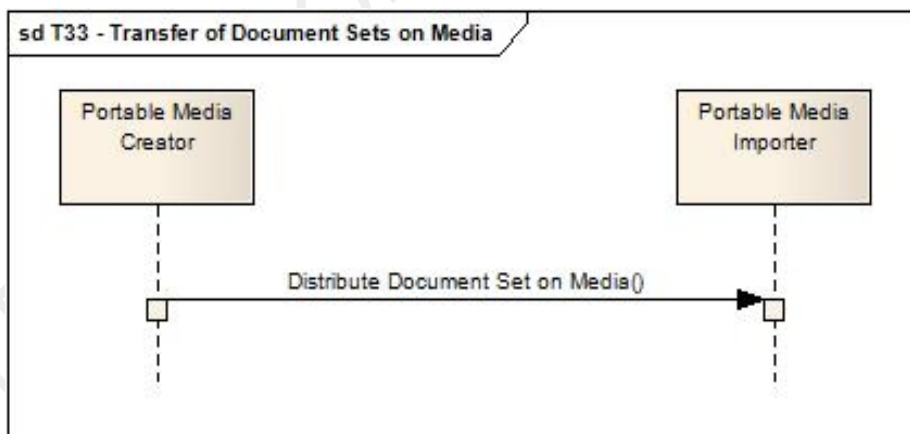 sd T33 - Transfer of Document Sets on Media
Portable Media
Creator
Portable Media
Importer
Distribute Document Set on Media()